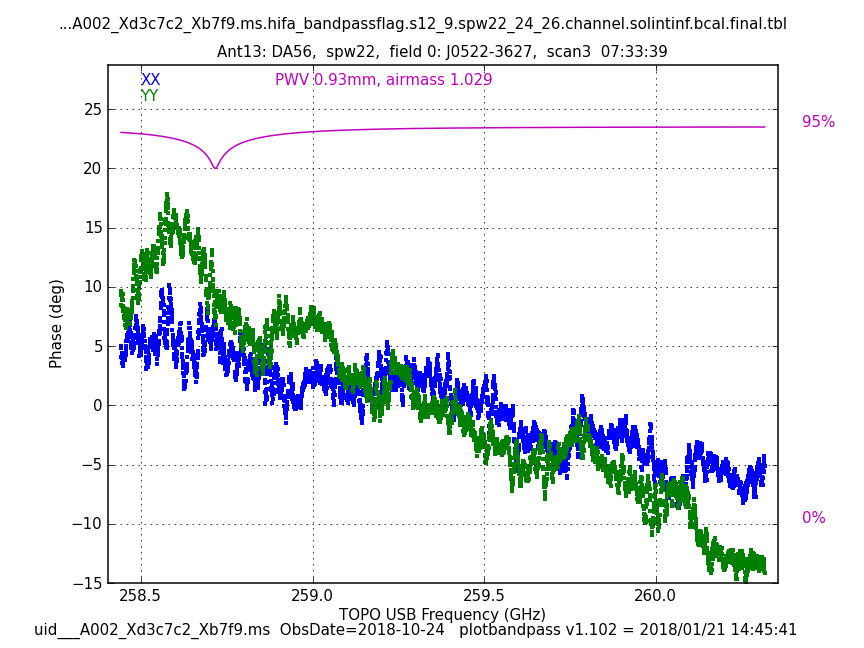 ...A002_Xd3c7c2_Xb7f9.ms.hifa_bandpassflag.s12_9.spw22_24_26.channel.solintinf.bcal.final.tbl
Ant13: DA56,  spw22,  field 0: J0522-3627,  scan3  07:33:39
XX
PWV 0.93mm, airmass 1.029
YY
25
95%
20
15
10
5
0
−5
−10
0%
−15
Phase (deg)
258.5 259.0 259.5 260.0
TOPO USB Frequency (GHz)
uid___A002_Xd3c7c2_Xb7f9.ms  ObsDate=2018-10-24   plotbandpass v1.102 = 2018/01/21 14:45:41